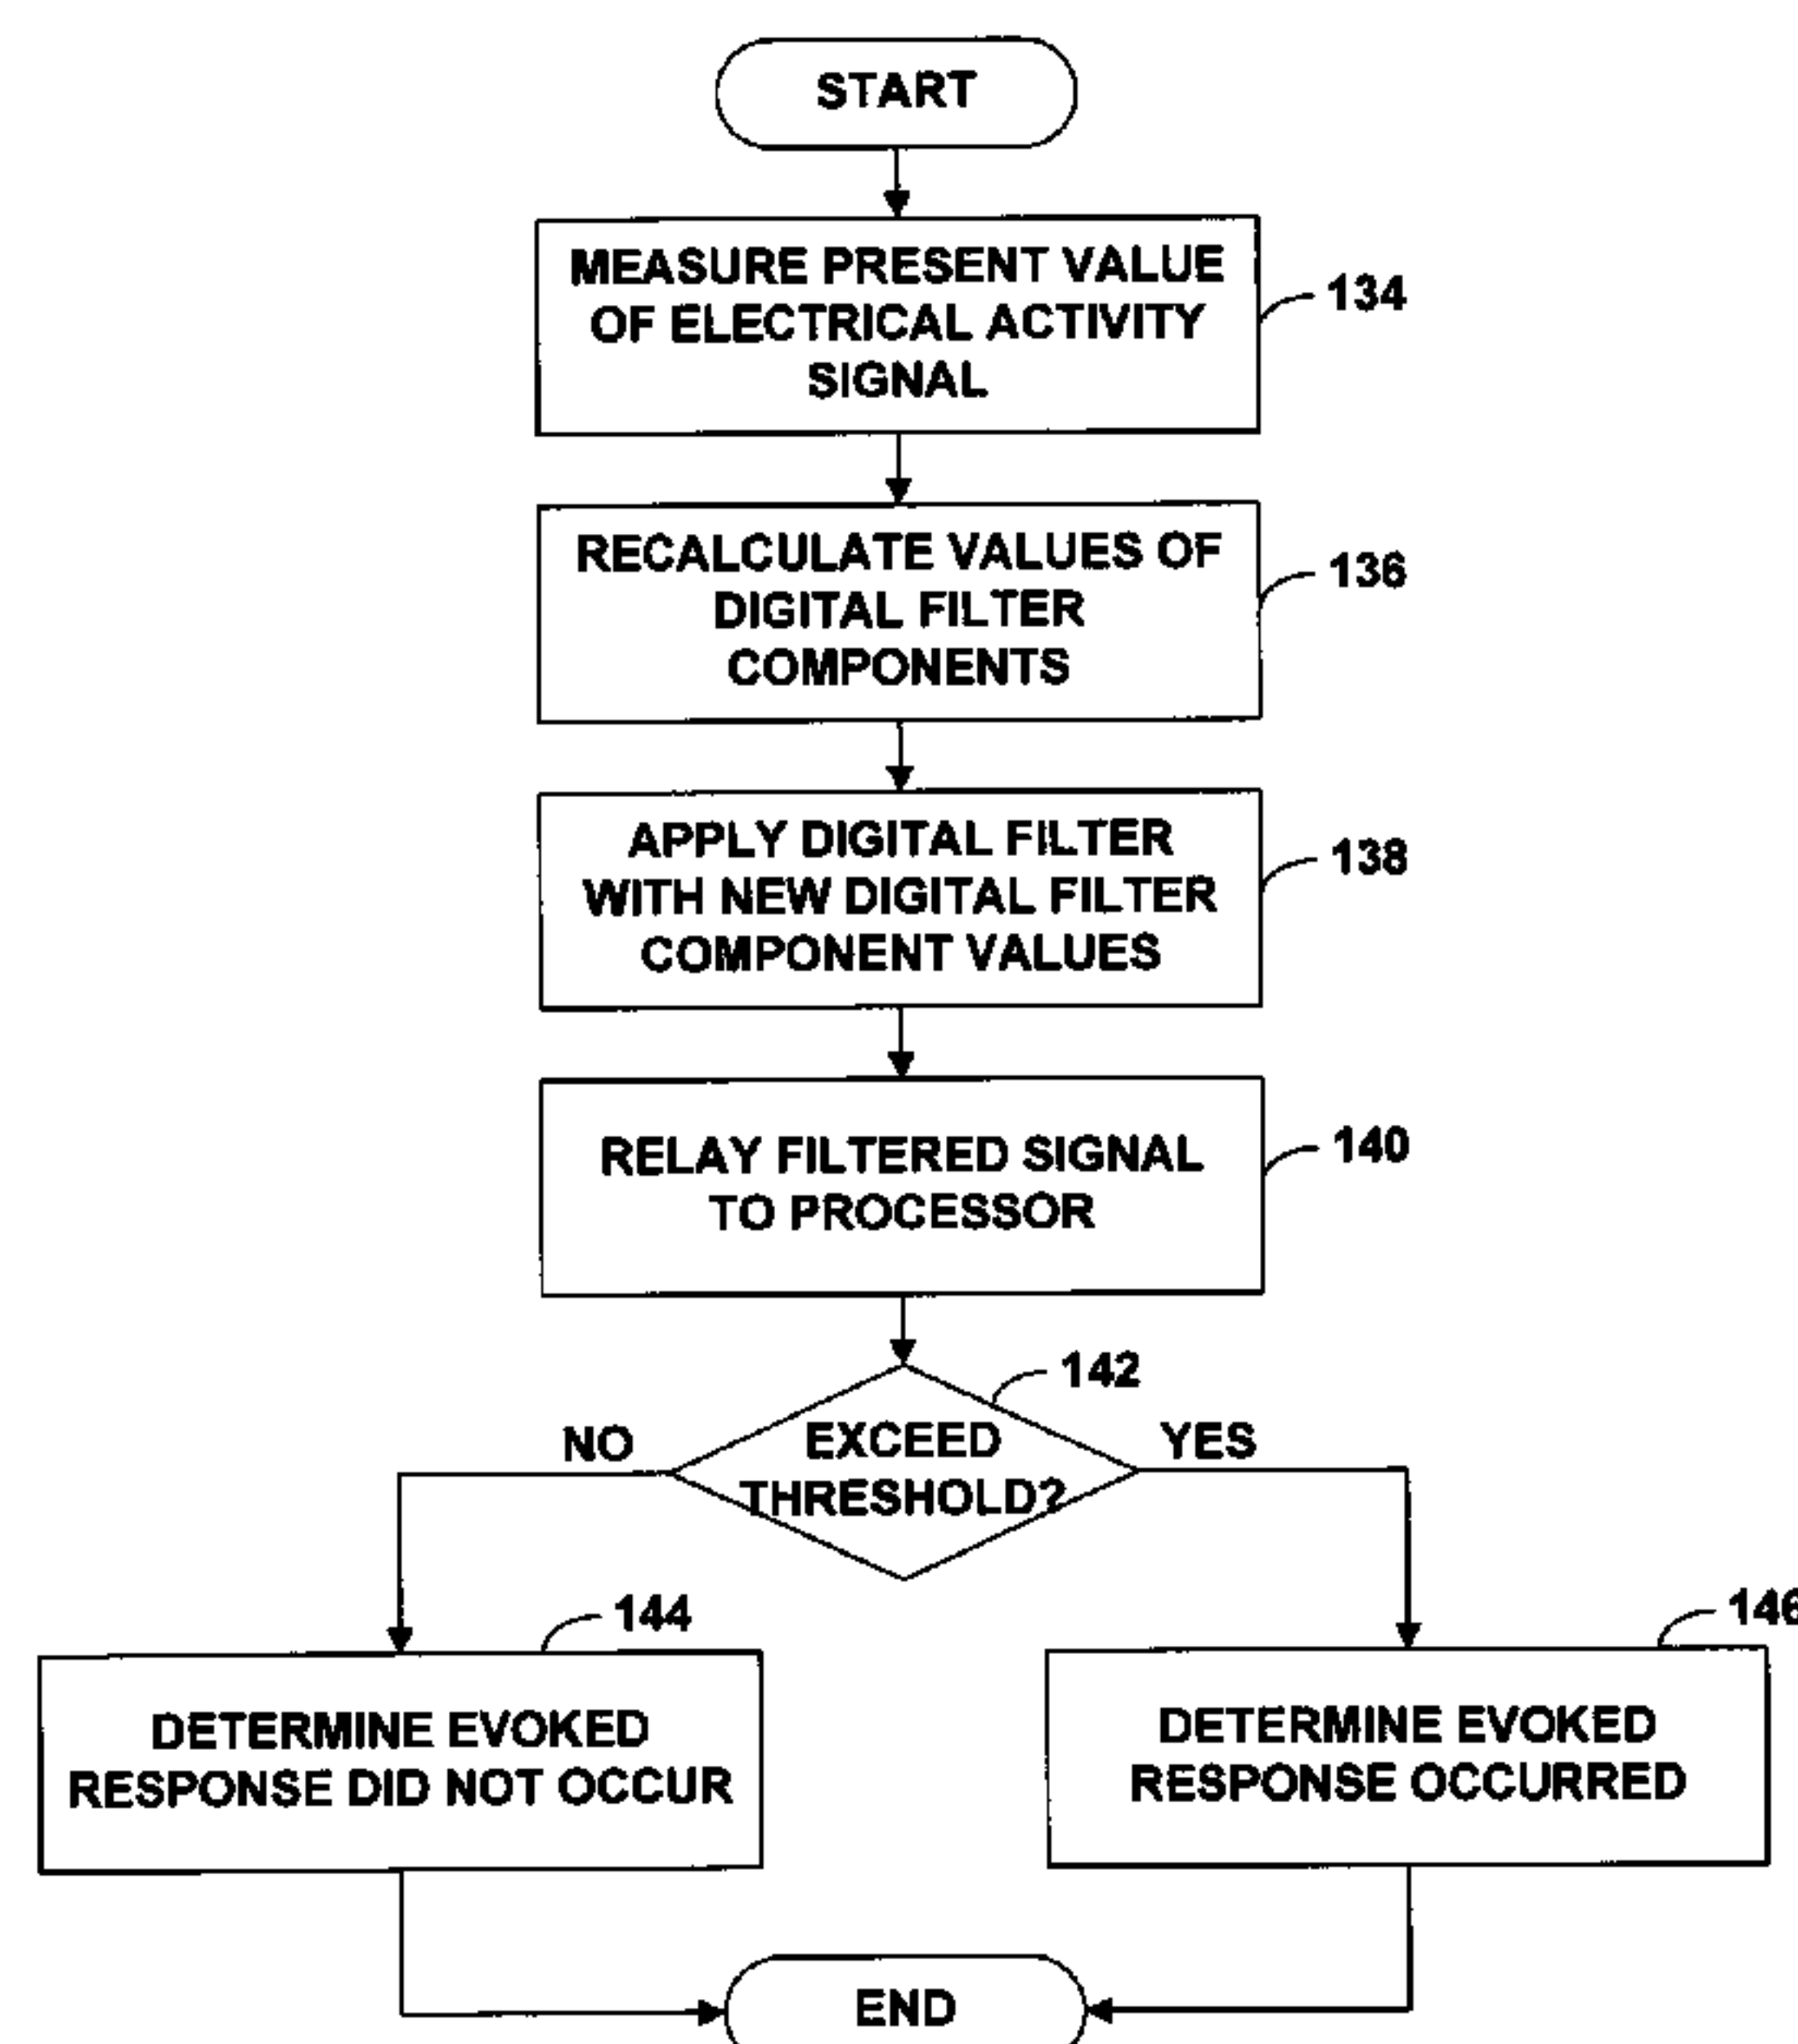 START
MEASURE PRESENT VALUE
OF ELECTRICAL ACTIVITY
SIGNAL
134
RECALCULATE VALUES OF
DIGITAL FILTER
COMPONENTS
136
APPLY DIGITAL FILTER
WITH NEW DIGITAL FILTER
COMPONENT VALUES
138
RELAY FILTERED SIGNAL
TO PROCESSOR
140
142
NO
EXCEED
THRESHOLD?
YES
144
DETERMINE EVOKED
RESPONSE DID NOT OCCUR
146
DETERMINE EVOKED
RESPONSE OCCURRED
END